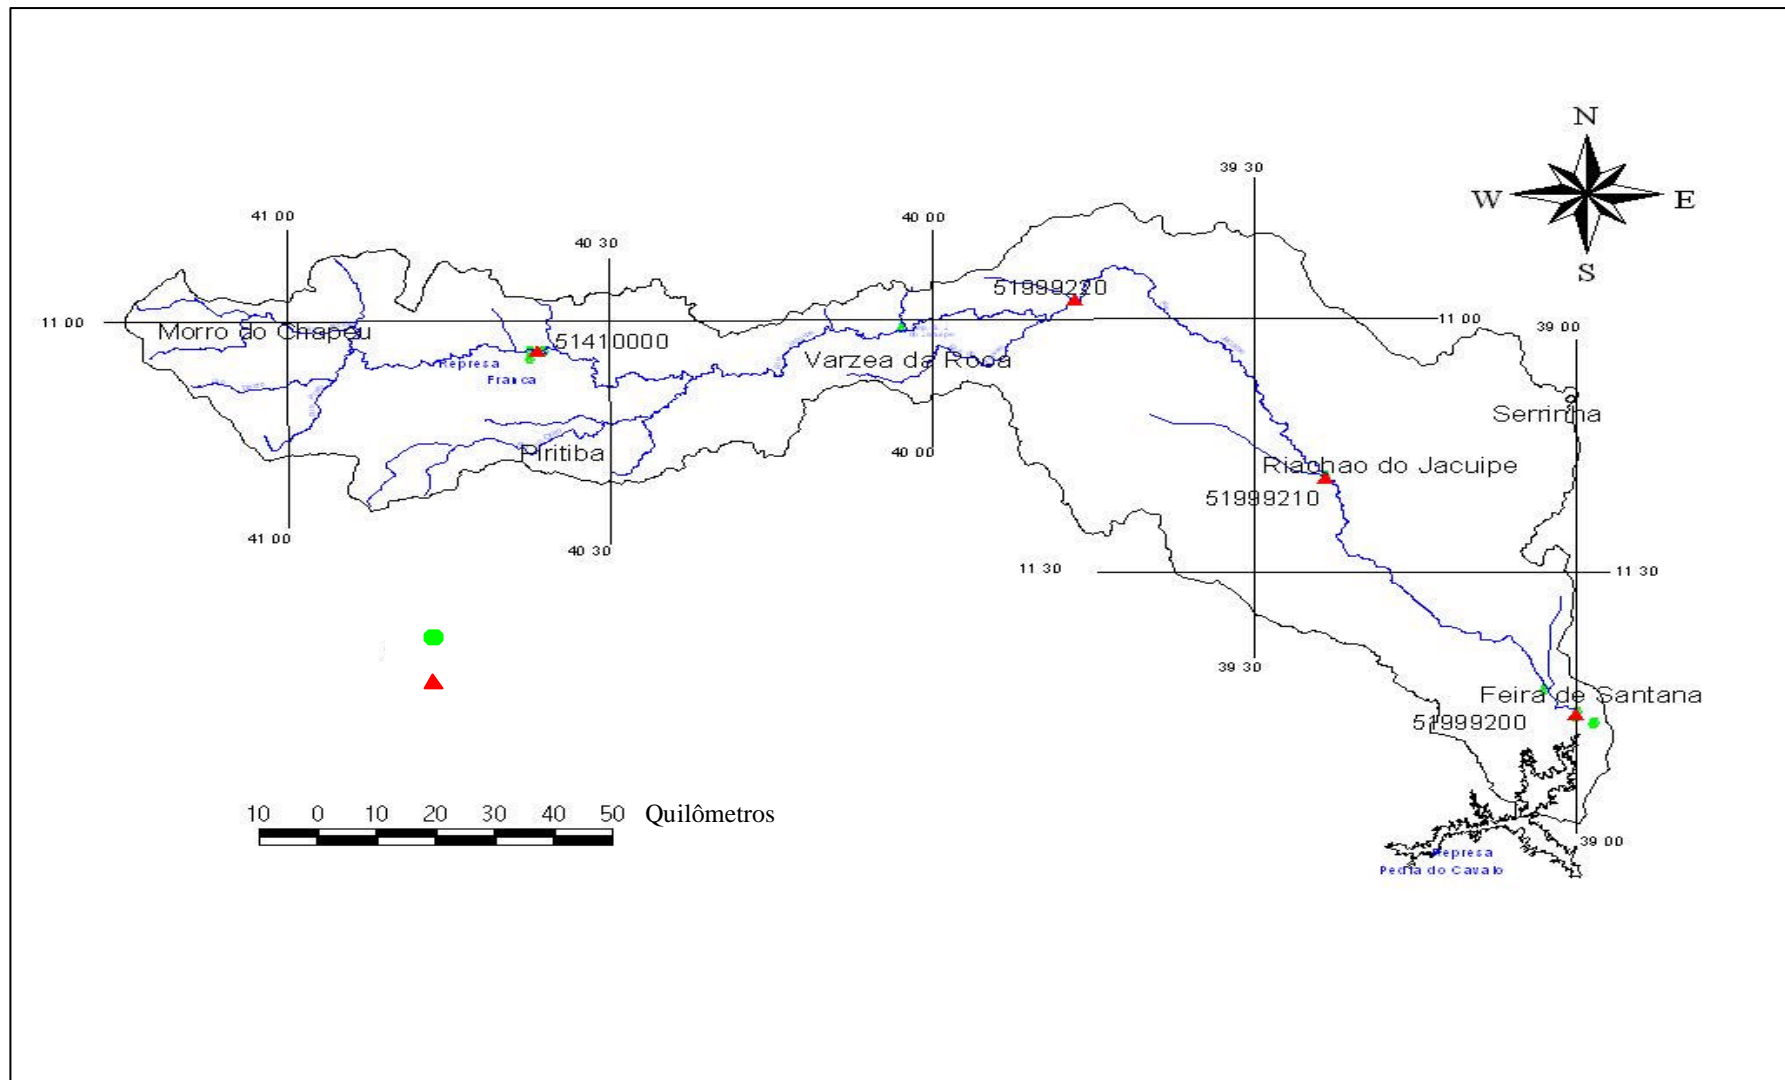 N
W E
S
39 30
41 00
40 00
40 30
51999220
11 00
11 00
39 00
Morro do Chapeu
51410000
Represa
Franca
Varzea da Roca
Serrinha
Piritiba
40 00
Riachao do Jacuipe
51999210
41 00
40 30
11 30
11 30
39 30
Feira de Santana
51999200
10 0 10 20 30 40 50 Quilômetros
39 00
Represa
Pedra do Cavalo